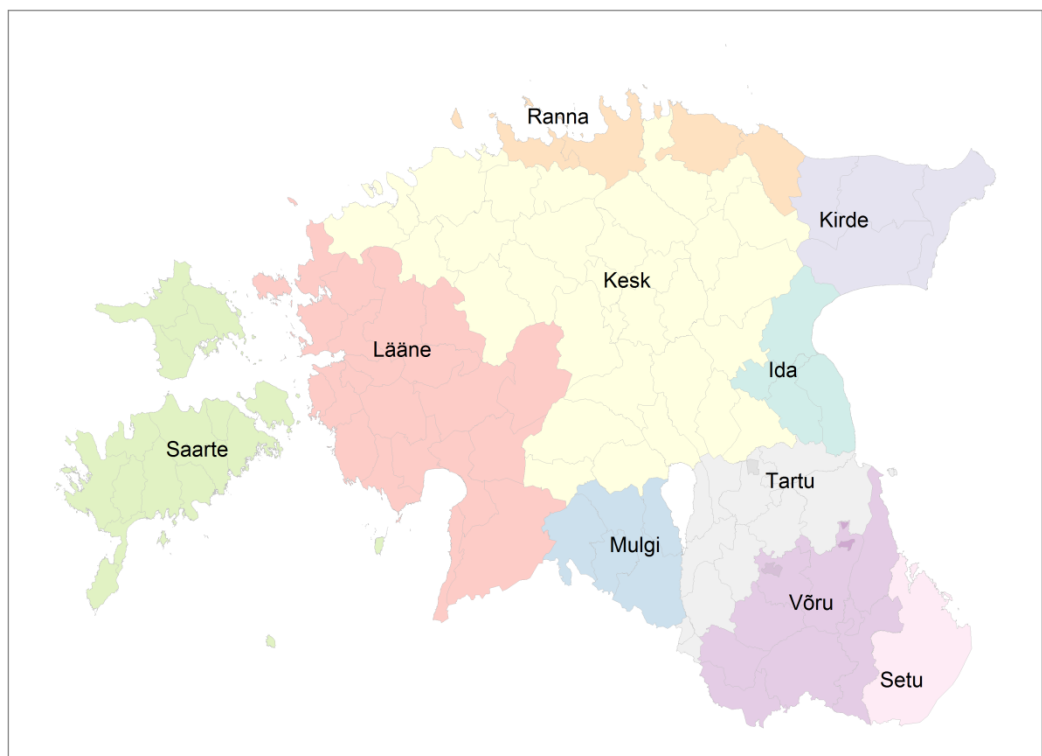 Ranna
Kirde
Kesk
Lääne
Ida
Saarte
Tartu
Mulgi
Võru
Setu